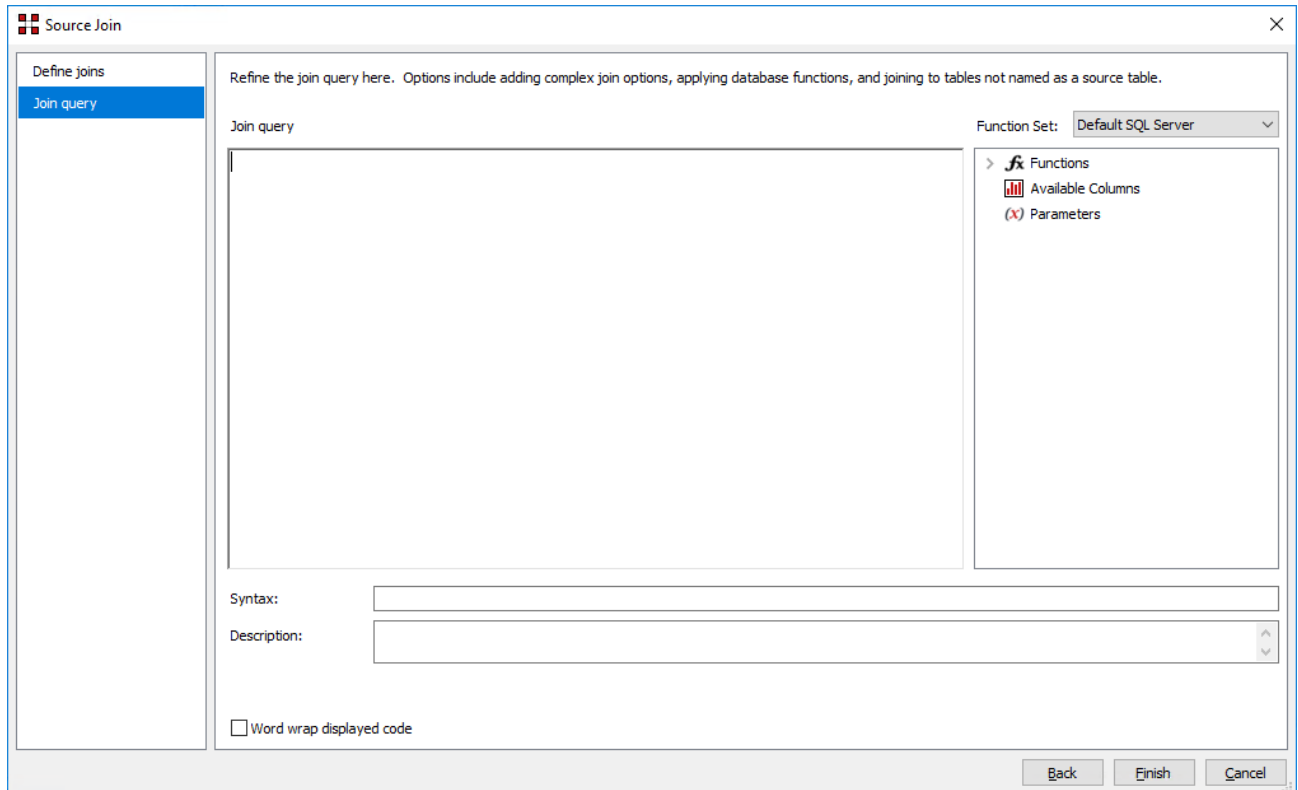 Source Join
Define joins
Join query
Refine the join query here. Options include adding complex join options, applying database functions, and joining to tables not named as a source table.
Join query
Function Set: Default SQL Server
fx Functions
Available Columns
(x) Parameters
Syntax:
Description:
Word wrap displayed code
Back Finish Cancel